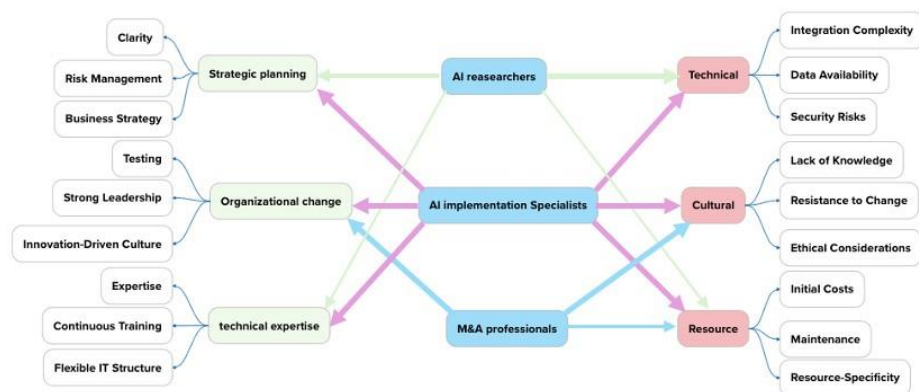 Clarity
Risk Management
Business Strategy
Strategic planning
Testing
Strong Leadership
Innovation-Driven Culture
Organizational change
Expertise
Continuous Training
Flexible IT Structure
technical expertise
AI reasearchers
AI implementation Specialists
M&A professionals
Technical
Integration Complexity
Data Availability
Security Risks
Cultural
Lack of Knowledge
Resistance to Change
Ethical Considerations
Resource
Initial Costs
Maintenance
Resource-Specificity